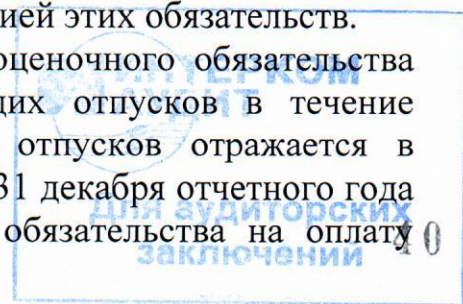 ией этих обязательств.
оценочного обязательства
ИНТЕРКОМ
щих отпусков в течение
АУДИТ
отпусков отражается в
31 декабря отчетного года
Для аудиторских
обязательства на оплату
заключений
40